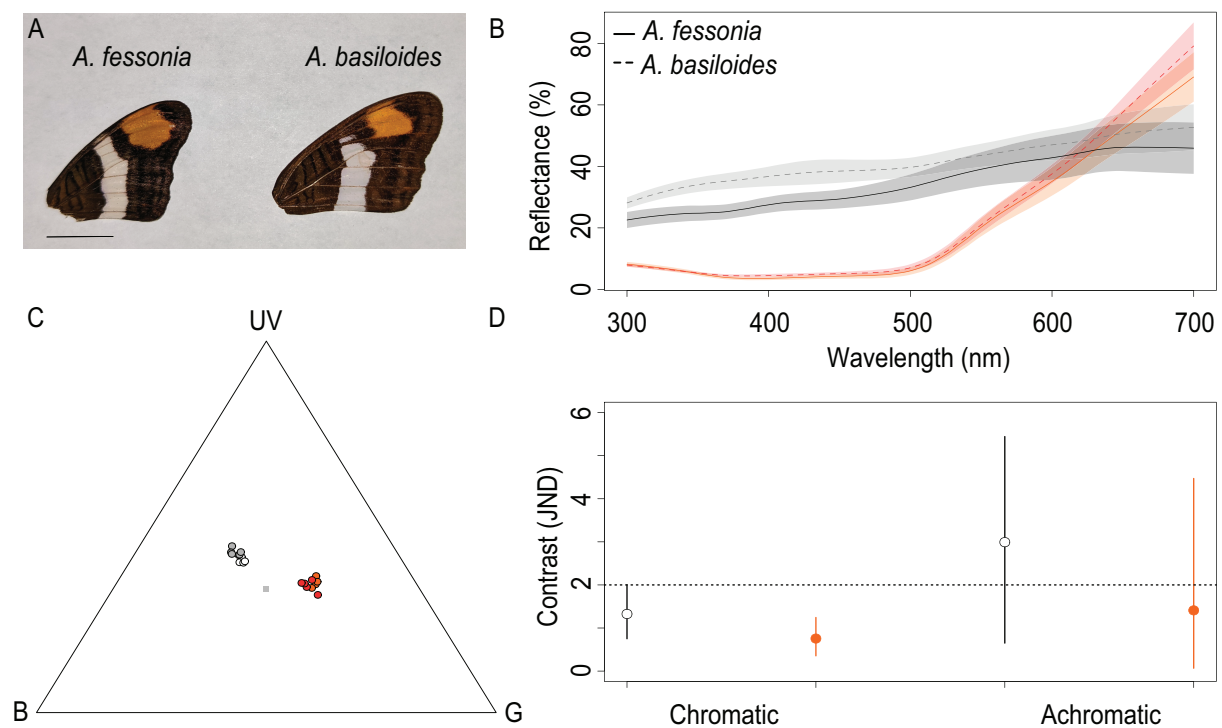 A
A. fessonia
A. basiloides
B
A. fessonia
A. basiloides
Reflectance (%)
0 20 40 60 80
300 400 500 600 700
Wavelength (nm)
C
UV
B
G
D
Contrast (JND)
0 2 4 6
Chromatic
Achromatic